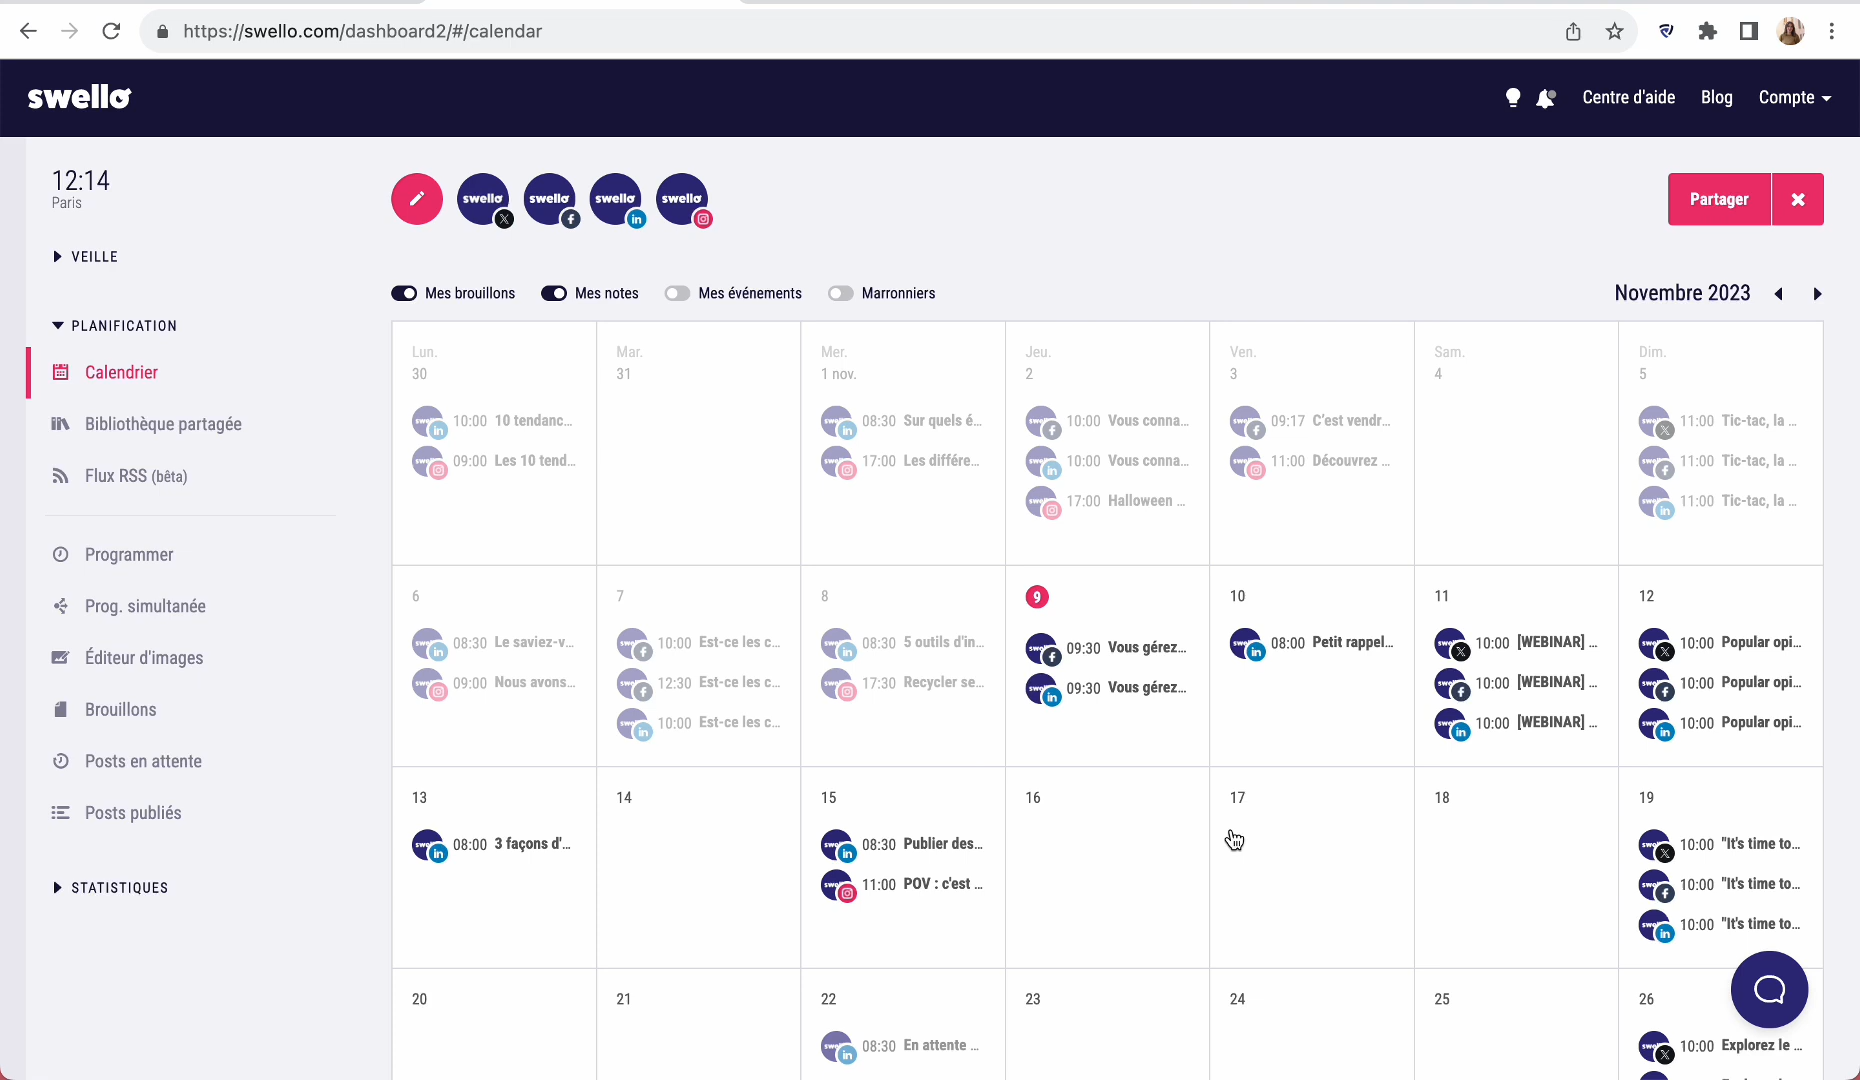 https://swello.com/dashboard2/#/calendar
swello
Centre d'aide
Blog
Compte
12:14
Paris
VEILLE
PLANIFICATION
Calendrier
Bibliothèque partagée
Flux RSS (bêta)
Programmer
Prog. simultanée
Éditeur d'images
Brouillons
Posts en attente
Posts publiés
STATISTIQUES
swello
swello
swello
swello
Partager
Mes brouillons
Mes notes
Mes événements
Marronniers
Novembre 2023
Lun.
30
10:00 10 tendanc...
09:00 Les 10 tend...
Mar.
31
Mer.
1 nov.
08:30 Sur quels é...
17:00 Les différe...
Jeu.
2
10:00 Vous conna...
10:00 Vous conna...
17:00 Halloween ...
Ven.
3
09:17 C'est vendr...
11:00 Découvrez ...
Sam.
4
Dim.
5
11:00 Tic-tac, la ...
11:00 Tic-tac, la ...
11:00 Tic-tac, la ...
6
08:30 Le saviez-v...
09:00 Nous avons...
7
10:00 Est-ce les c...
12:30 Est-ce les c...
10:00 Est-ce les c...
8
08:30 5 outils d'in...
17:30 Recycler se...
9
09:30 Vous gérez...
09:30 Vous gérez...
10
08:00 Petit rappel...
11
10:00 [WEBINAR] ...
10:00 [WEBINAR] ...
10:00 [WEBINAR] ...
12
10:00 Popular opi...
10:00 Popular opi...
10:00 Popular opi...
13
08:00 3 façons d'...
14
15
08:30 Publier des...
11:00 POV : c'est ...
16
17
18
19
10:00 "It's time to...
10:00 "It's time to...
10:00 "It's time to...
20
21
22
08:30 En attente ...
23
24
25
26
10:00 Explorez le ...